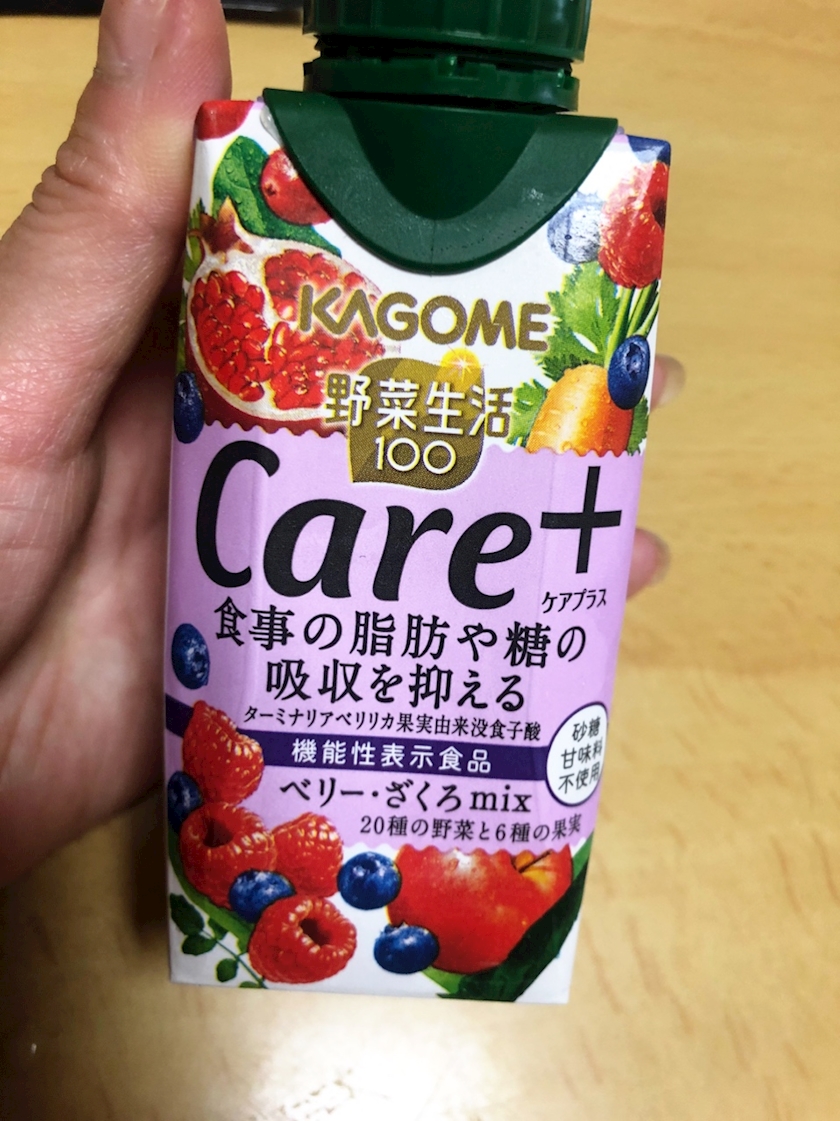 KAGOME
野菜生活
100
Care+
ケアプラス
食事の脂肪や糖の
吸収を抑える
ターミナリアベリリカ果実由来没食子酸
機能性表示食品
砂糖
甘味料
不使用
ベリー・ざくろmix
20種の野菜と6種の果実